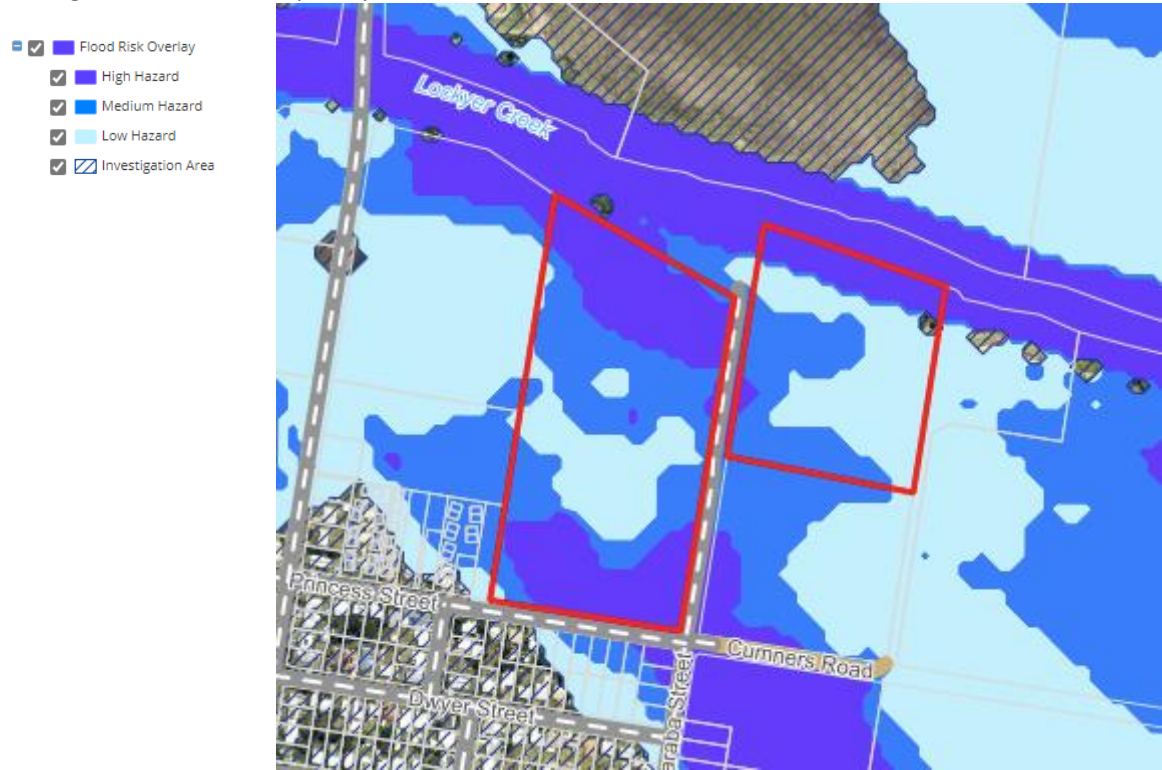 Flood Risk Overlay
High Hazard
Medium Hazard
Low Hazard
Investigation Area
Lockyer Creek
Princess Street
Cumners Road
Dwyer Street
Street